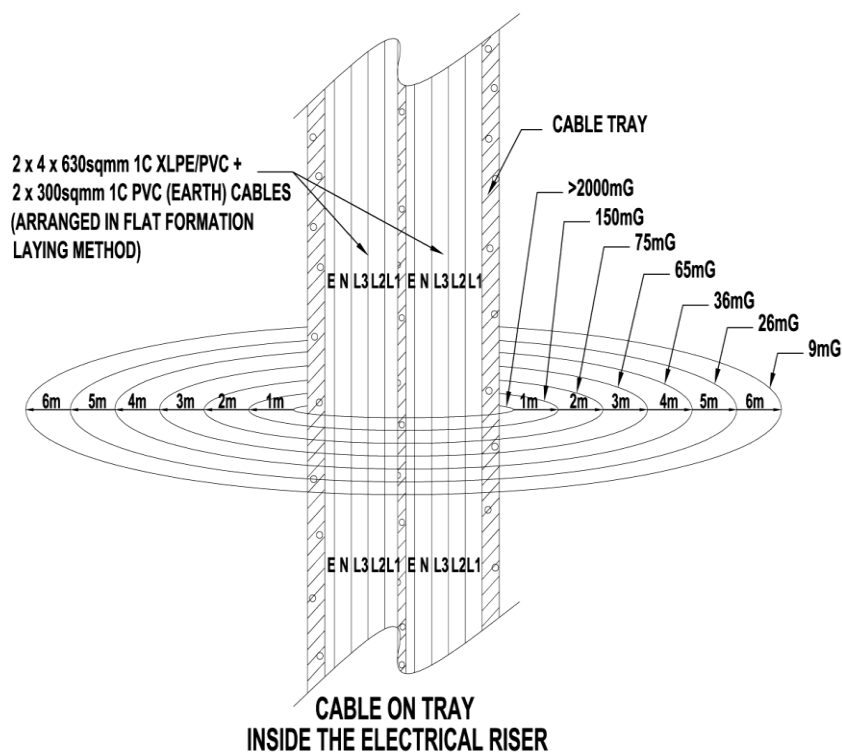 CABLE TRAY
2 x 4 x 630sqmm 1C XLPE/PVC +
2 x 300sqmm 1C PVC (EARTH) CABLES
(ARRANGED IN FLAT FORMATION
LAYING METHOD)
>2000mG
150mG
75mG
65mG
36mG
26mG
9mG
E N L3 L2 L1 E N L3 L2 L1
6m 5m 4m 3m 2m 1m 1m 2m 3m 4m 5m 6m
E N L3 L2 L1 E N L3 L2 L1
CABLE ON TRAY
INSIDE THE ELECTRICAL RISER